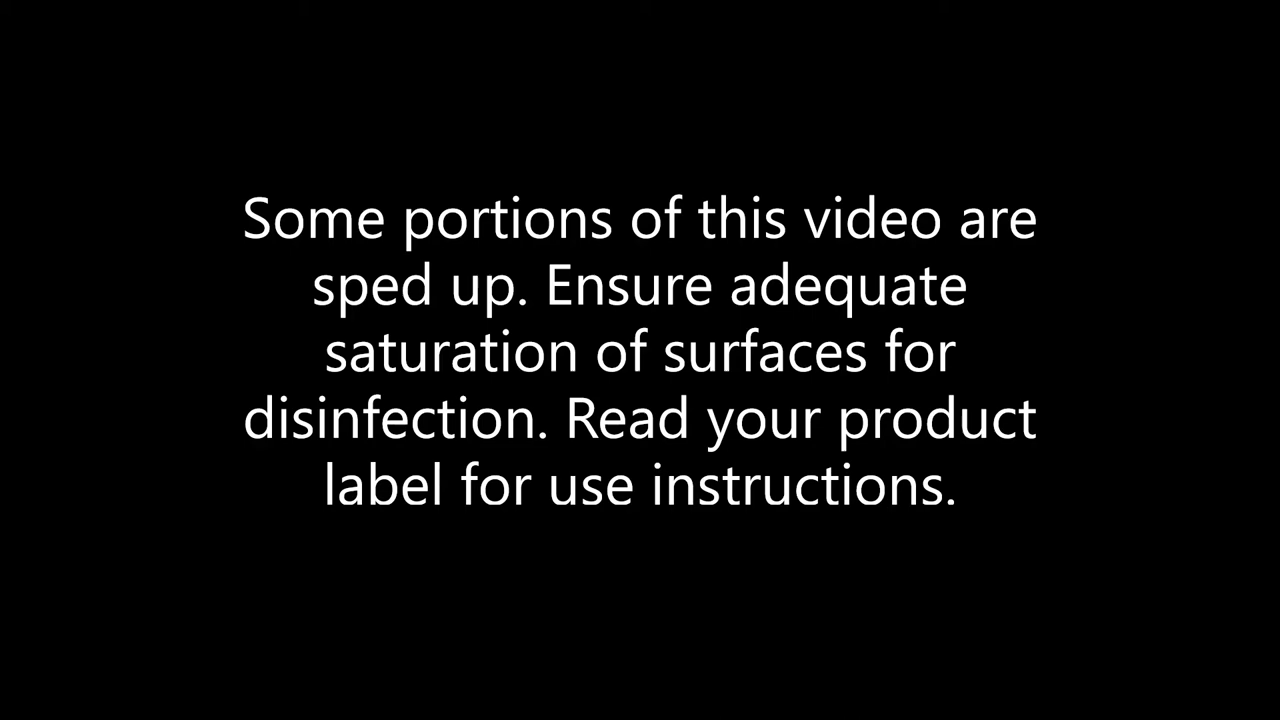 Some portions of this video are
sped up. Ensure adequate
saturation of surfaces for
disinfection. Read your product
label for use instructions.